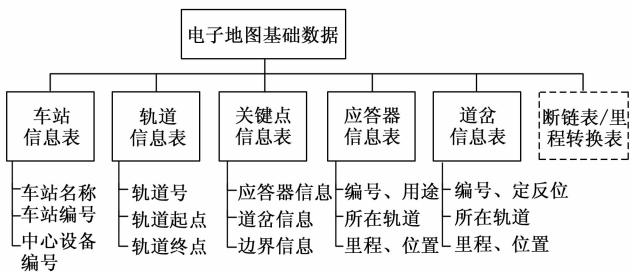 电子地图基础数据
车站
信息表
轨道
信息表
关键点
信息表
应答器
信息表
道岔
信息表
断链表/里
程转换表
车站名称
车站编号
中心设备
编号
轨道号
轨道起点
轨道终点
应答器信息
道岔信息
边界信息
编号、用途
所在轨道
里程、位置
编号、定反位
所在轨道
里程、位置